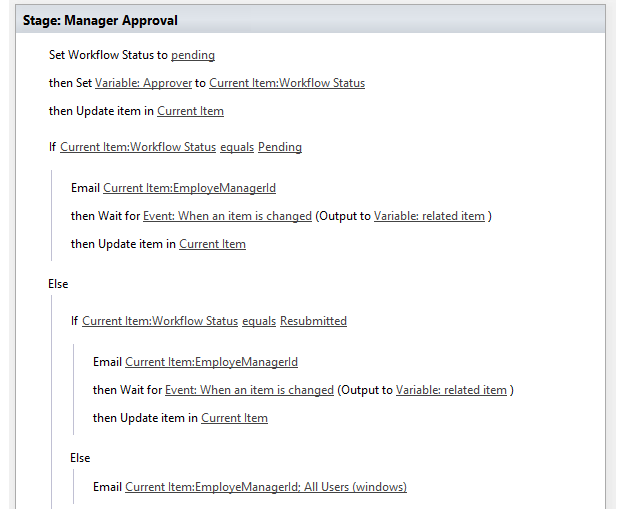 Stage: Manager Approval
Set Workflow Status to pending
then Set Variable: Approver to Current Item:Workflow Status
then Update item in Current Item
If Current Item:Workflow Status equals Pending
Email Current Item:EmployeManagerId
then Wait for Event: When an item is changed (Output to Variable: related item )
then Update item in Current Item
Else
If Current Item:Workflow Status equals Resubmitted
Email Current Item:EmployeManagerId
then Wait for Event: When an item is changed (Output to Variable: related item )
then Update item in Current Item
Else
Email Current Item:EmployeManagerId; All Users (windows)